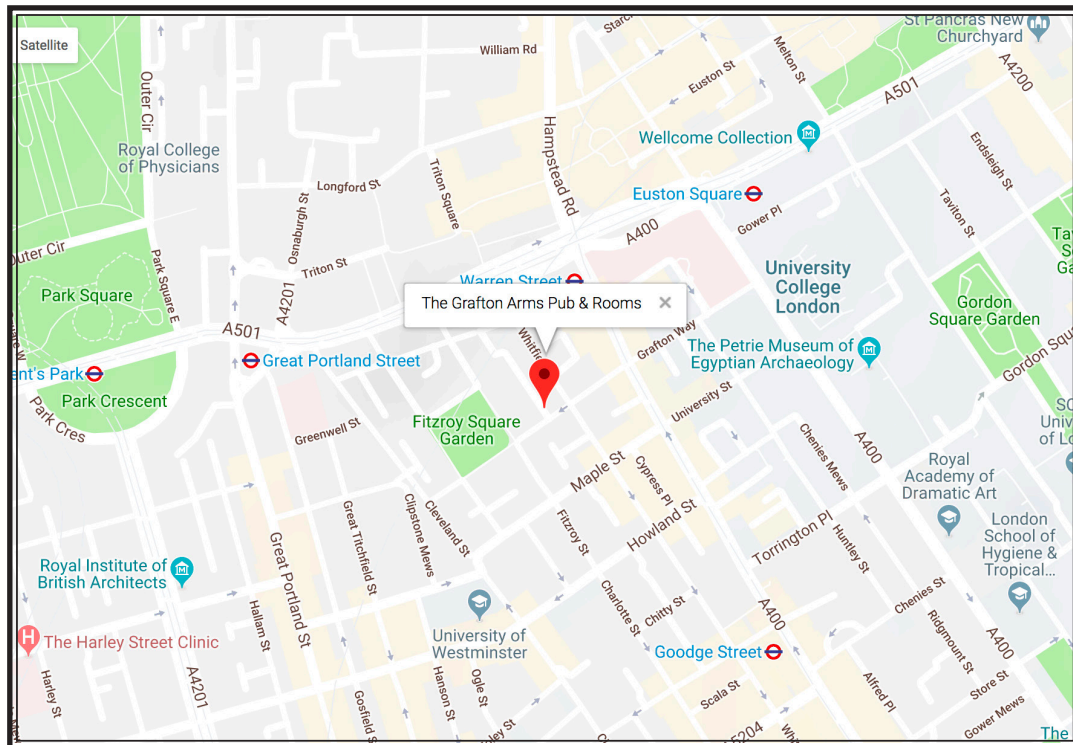 St Pancras New
Churchyard
Satellite
William Rd
Melton St
Euston St
A4200
A501
Outer Cir
Wellcome Collection
Royal College
of Physicians
Hampstead Rd
Endsleigh St
Longford St
Triton Square
Euston Square
Taviton St
Osnaburgh St
Gower Pl
A400
Outer Cir
Park Square E
Triton St
University
College
London
Warren Street
Park Square
A4201
The Grafton Arms Pub & Rooms
Gordon
Square Garden
A501
Grafton Way
The Petrie Museum of
Egyptian Archaeology
Great Portland Street
ent's Park
Park Crescent
Park Cres
Greenwell St
Fitzroy Square
Garden
University St
Gordon Squ
Maple St
Cypress Pl
Chenies Mews
A400
Royal
Academy of
Dramatic Art
Great Titchfield St
Clipstone Mews
Cleveland St
Fitzroy St
Howland St
Torrington Pl
Huntley St
London
School of
Hygiene &
Tropical...
Royal Institute of
British Architects
Great Portland St
Hallam St
Charlotte St
Chitty St
A400
Chenies St
University of
Westminster
Ridgmount St
A400
The Harley Street Clinic
Goodge Street
Harley St
A4201
Gosfield S
Hanson St
Ogle St
Scala St
Alfred Pl
Store St
Gower Mews
5204
The